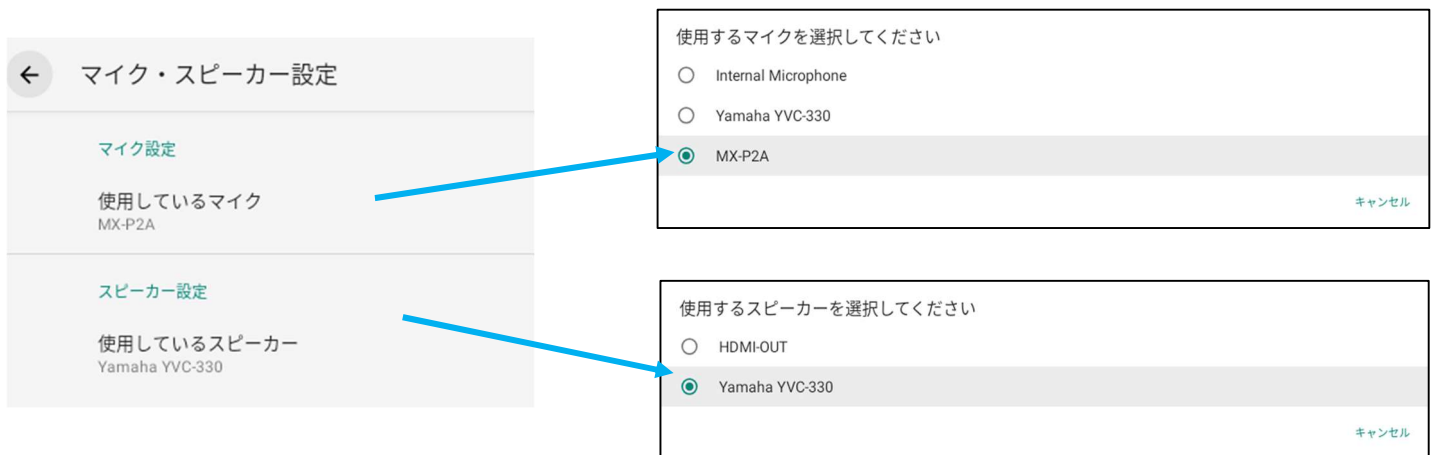 マイク・スピーカー設定
マイク設定
使用しているマイク
MX-P2A
スピーカー設定
使用しているスピーカー
Yamaha YVC-330
使用するマイクを選択してください
Internal Microphone
Yamaha YVC-330
MX-P2A
キャンセル
使用するスピーカーを選択してください
HDMI-OUT
Yamaha YVC-330
キャンセル